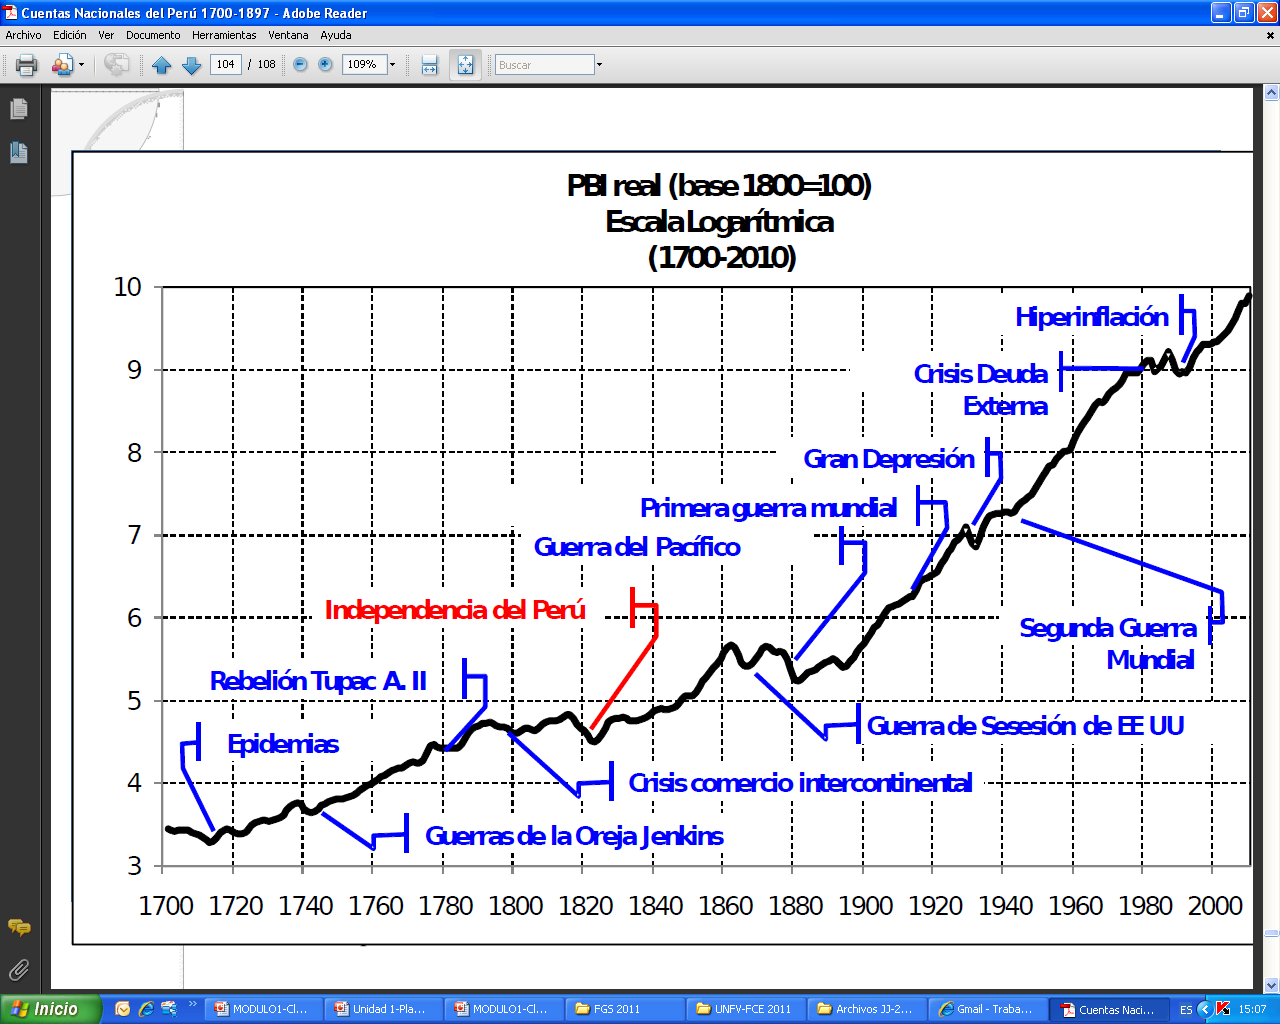 Cuentas Nacionales del Perú 1700-1897 - Adobe Reader
Archivo Edición Ver Documento Herramientas Ventana Ayuda
104 / 108 109% Buscar
PBI real (base 1800=100)
Escala Logarítmica
(1700-2010)
10
9
8
7
6
5
4
3
Hiperinflación
Crisis Deuda
Externa
Gran Depresión
Primera guerra mundial
Guerra del Pacífico
Independencia del Perú
Segunda Guerra
Mundial
Rebelión Tupac A. II
Guerra de Sesesión de EE UU
Epidemias
Crisis comercio intercontinental
Guerras de la Oreja Jenkins
1700 1720 1740 1760 1780 1800 1820 1840 1860 1880 1900 1920 1940 1960 1980 2000
Inicio MODULO1-Cl... Unidad 1-Pla... MODULO1-Cl... FGS 2011 UNFV-FCE 2011 Archivos JJ-2... Gmail - Traba... Cuentas Naci... ES 15:07